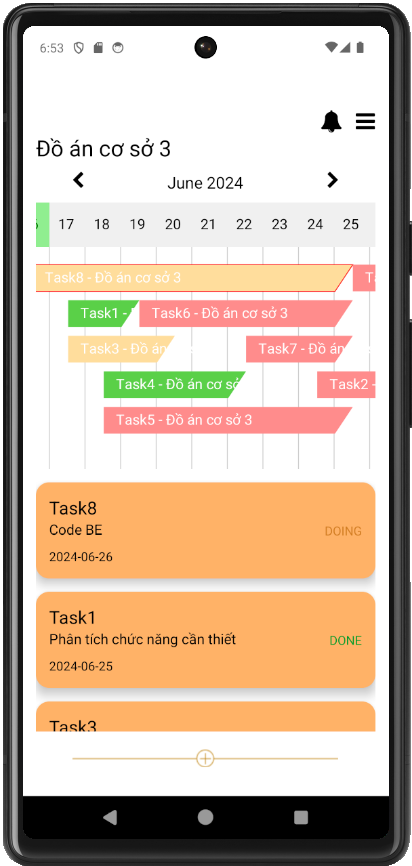 6:53
Đồ án cơ sở 3
June 2024
17 18 19 20 21 22 23 24 25
Task8 - Đồ án cơ sở 3
Task1 - Task6 - Đồ án cơ sở 3
Task3 - Đồ án Task7 - Đồ án
Task4 - Đồ án cơ sở Task2 -
Task5 - Đồ án cơ sở 3
Task8
Code BE
DOING
2024-06-26
Task1
Phân tích chức năng cần thiết
DONE
2024-06-25
Task3